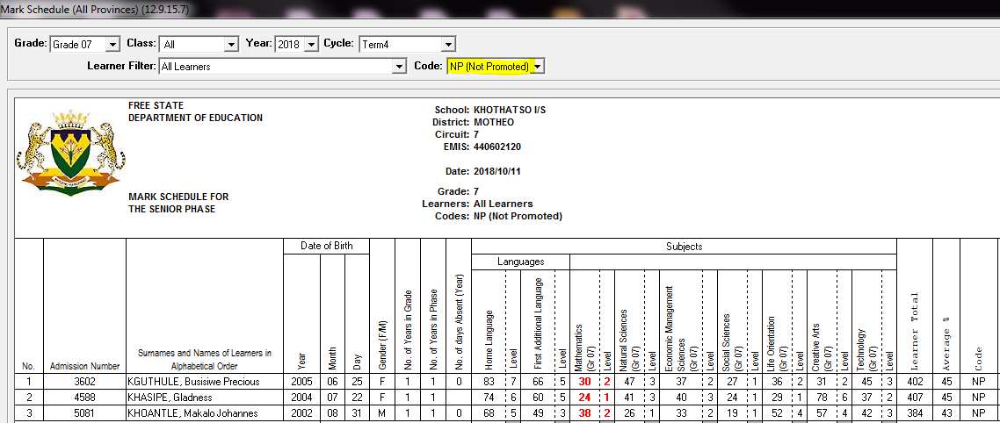 Mark Schedule (All Provinces) (12.9.15.7)
Grade: Grade 07 Class: All Year: 2018 Cycle: Term4
Learner Filter: All Learners Code: NP (Not Promoted)
FREE STATE
DEPARTMENT OF EDUCATION
MARK SCHEDULE FOR
THE SENIOR PHASE
School: KHOTHATSO I/S
District: MOTHEO
Circuit: 7
EMIS: 440602120
Date: 2018/10/11
Grade: 7
Learners: All Learners
Codes: NP (Not Promoted)
Date of Birth Subjects
Languages
No.
Admission Number
Surnames and Names of Learners in
Alphabetical Order
Year
Month
Day
Gender (F/M)
No. of Years in Grade
No. of Years in Phase
No. of days Absent (Year)
Home Language
Level
First Additional Language
Level
Mathematics
(Gr 07)
Level
Natural Sciences
(Gr 07)
Level
Economic Management
Sciences
(Gr 07)
Level
Social Sciences
(Gr 07)
Level
Life Orientation
(Gr 07)
Level
Creative Arts
(Gr 07)
Level
Technology
(Gr 07)
Level
Learner Total
Average %
Code
1 3602 KGUTHULE, Busisiwe Precious 2005 06 25 F 1 1 0 83 7 66 5 30 2 47 3 37 2 27 1 36 2 31 2 45 3 402 45 NP
2 4588 KHASIPE, Gladness 2004 07 22 F 1 1 74 6 60 5 24 1 41 3 40 3 24 1 29 1 78 6 37 2 407 45 NP
3 5081 KHOANTLE, Makalo Johannes 2002 08 31 M 1 1 0 68 5 49 3 38 2 26 1 33 2 19 1 52 4 57 4 42 3 384 43 NP